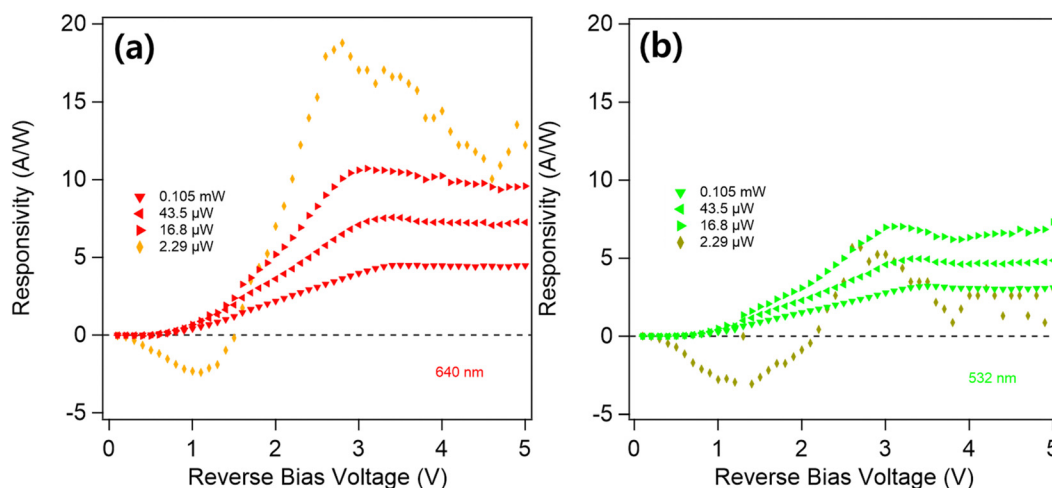 (a)
Responsivity (A/W)
20
15
10
5
0
-5
0.105 mW
43.5 µW
16.8 µW
2.29 µW
640 nm
0 1 2 3 4 5
Reverse Bias Voltage (V)
(b)
Responsivity (A/W)
20
15
10
5
0
-5
0.105 mW
43.5 µW
16.8 µW
2.29 µW
532 nm
0 1 2 3 4 5
Reverse Bias Voltage (V)